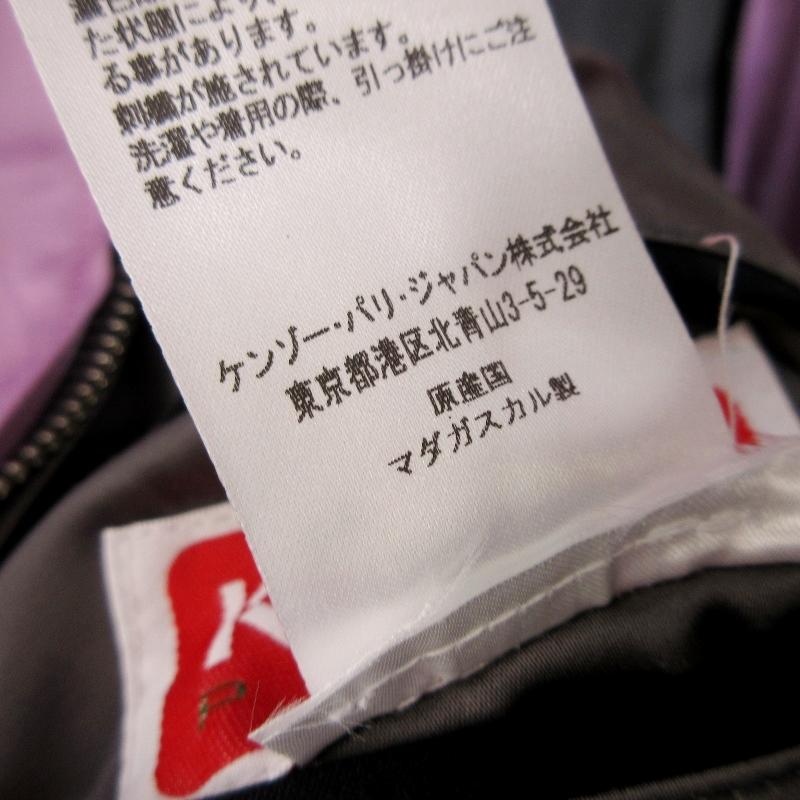 た状態により、
る事があります。
刺繍が施されています。
洗濯や着用の際、引っ掛けにご注
意ください。
ケンゾー・パリ・ジャパン株式会社
東京都港区北青山3-5-29
原産国
マダガスカル製
K
P